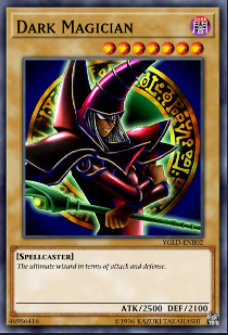 DARK MAGICIAN
DARK
YGLD-ENB02
[SPELLCASTER]
The ultimate wizard in terms of attack and defense.
ATK/2500 DEF/2100
46986414
©1996 KAZUKI TAKAHASHI